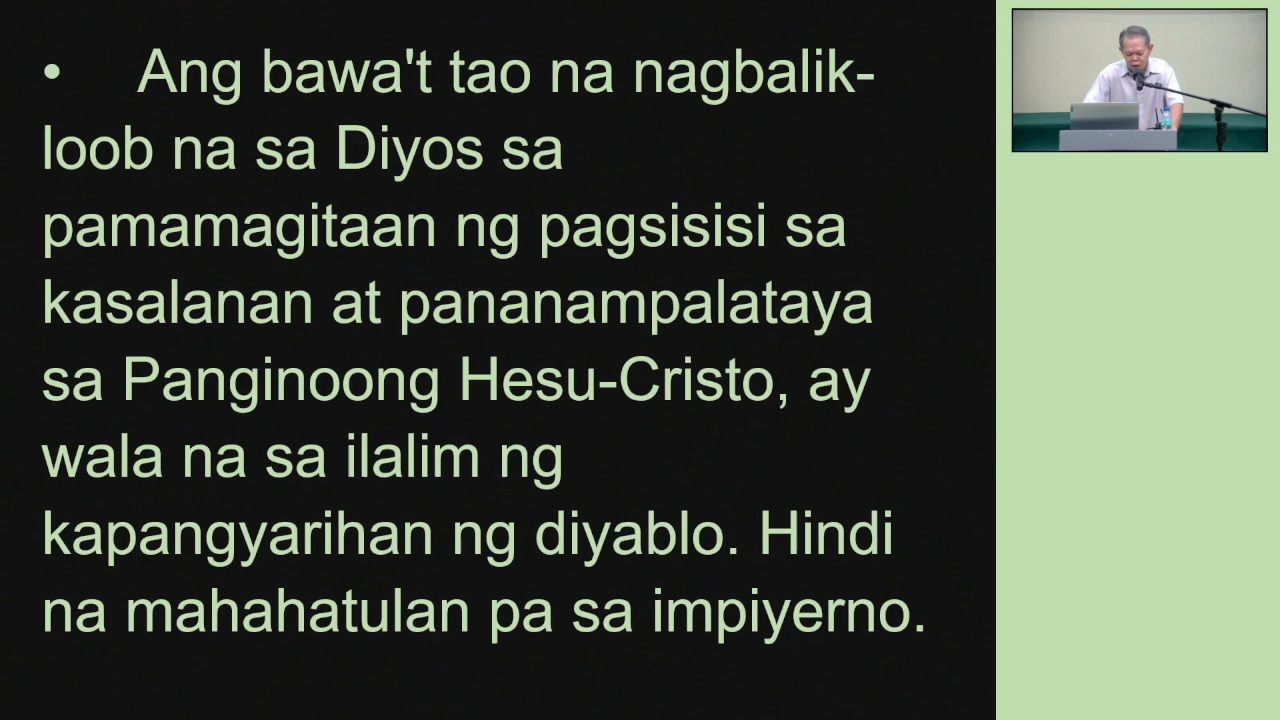 • Ang bawa't tao na nagbalik-
loob na sa Diyos sa
pamamagitaan ng pagsisisi sa
kasalanan at pananampalataya
sa Panginoong Hesu-Cristo, ay
wala na sa ilalim ng
kapangyarihan ng diyablo. Hindi
na mahahatulan pa sa impiyerno.